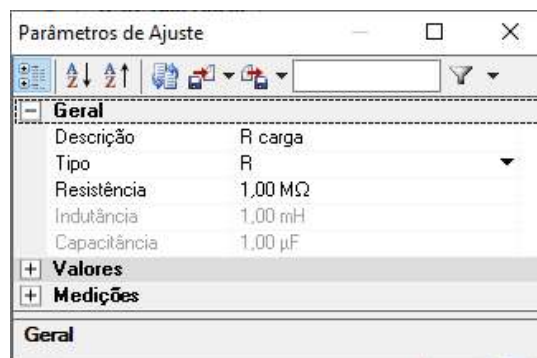 Parâmetros de Ajuste
Geral
Descrição R carga
Tipo R
Resistência 1,00 MΩ
Indutância 1,00 mH
Capacitância 1,00 µF
Valores
Medições
Geral